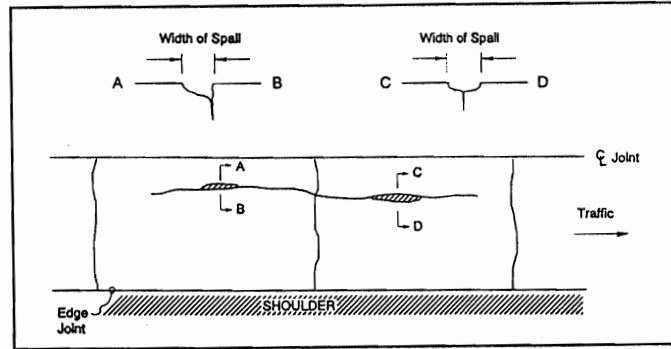 Width of Spall
Width of Spall
A
B
C
D
℄ Joint
A
C
B
D
Traffic
SHOULDER
Edge
Joint